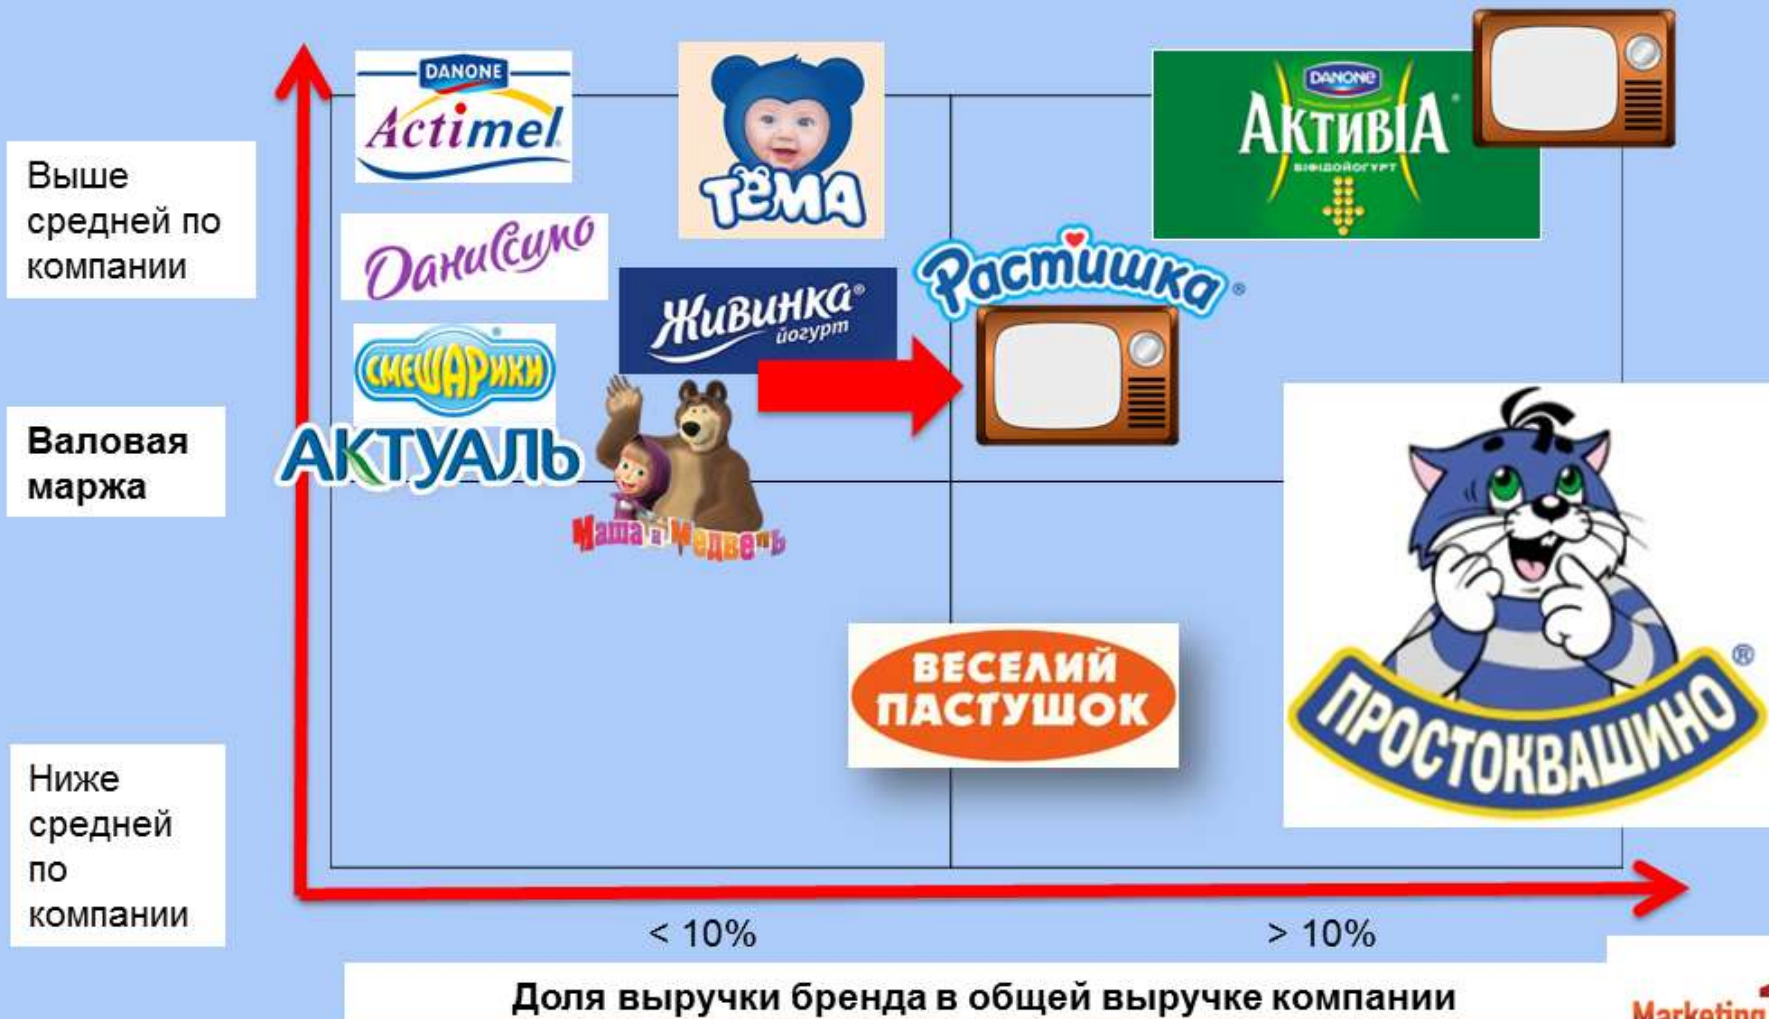 Выше
средней по
компании
Валовая
маржа
Ниже
средней
по
компании
DANONE
Actimel
ТЁМА
DANONE
АКТИВІА
БІФІДОЙОГУРТ
Даниссимо
Живинка®
йогурт
Растишка®
СМЕШАРИКИ®
АКТУАЛЬ
Маша и Медведь
ВЕСЕЛИЙ
ПАСТУШОК
ПРОСТОКВАШИНО®
< 10%
> 10%
Доля выручки бренда в общей выручке компании
Marketing